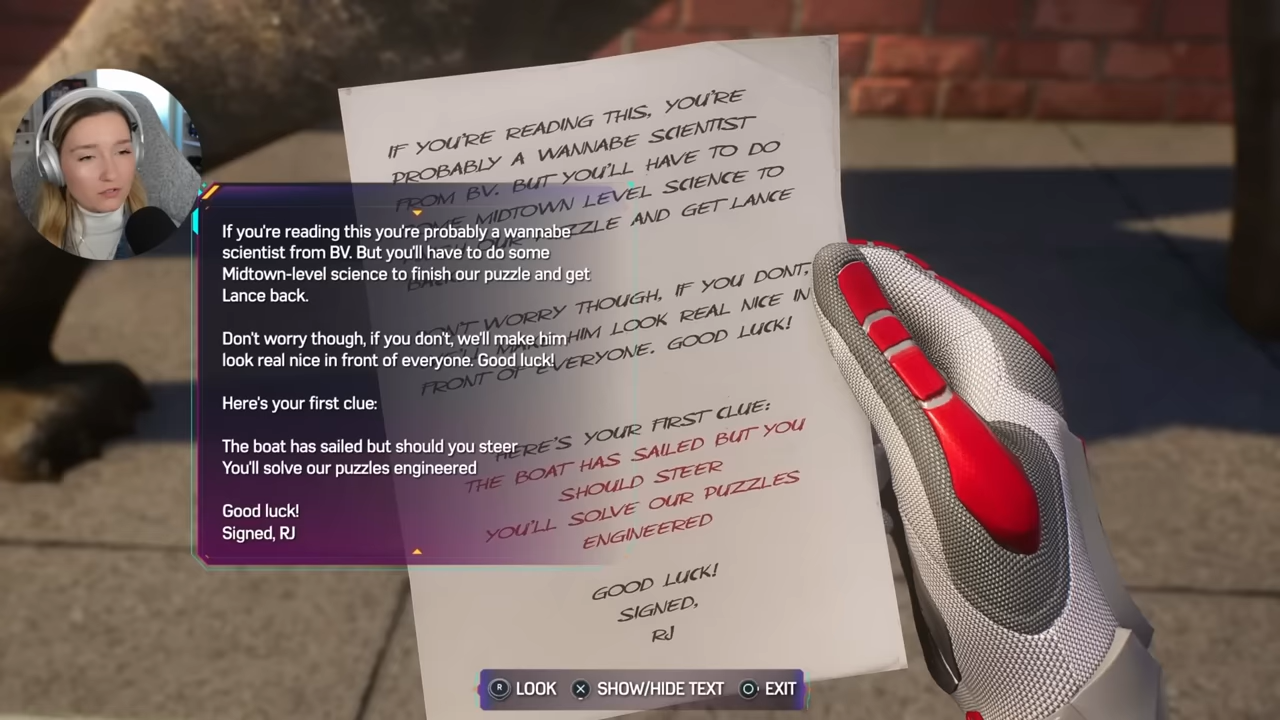 IF YOU'RE READING THIS, YOU'RE
PROBABLY A WANNABE SCIENTIST
FROM BV. BUT YOU'LL HAVE TO DO
SOME MIDTOWN LEVEL SCIENCE TO
PUZZLE AND GET LANCE
DON'T WORRY THOUGH, IF YOU DONT,
WE'LL MAKE HIM LOOK REAL NICE IN
FRONT OF EVERYONE. GOOD LUCK!
HERE'S YOUR FIRST CLUE:
THE BOAT HAS SAILED BUT YOU
SHOULD STEER
YOU'LL SOLVE OUR PUZZLES
ENGINEERED
GOOD LUCK!
SIGNED,
RJ
If you're reading this you're probably a wannabe
scientist from BV. But you'll have to do some
Midtown-level science to finish our puzzle and get
Lance back.
Don't worry though, if you don't, we'll make him
look real nice in front of everyone. Good luck!
Here's your first clue:
The boat has sailed but should you steer
You'll solve our puzzles engineered
Good luck!
Signed, RJ
R LOOK SHOW/HIDE TEXT EXIT